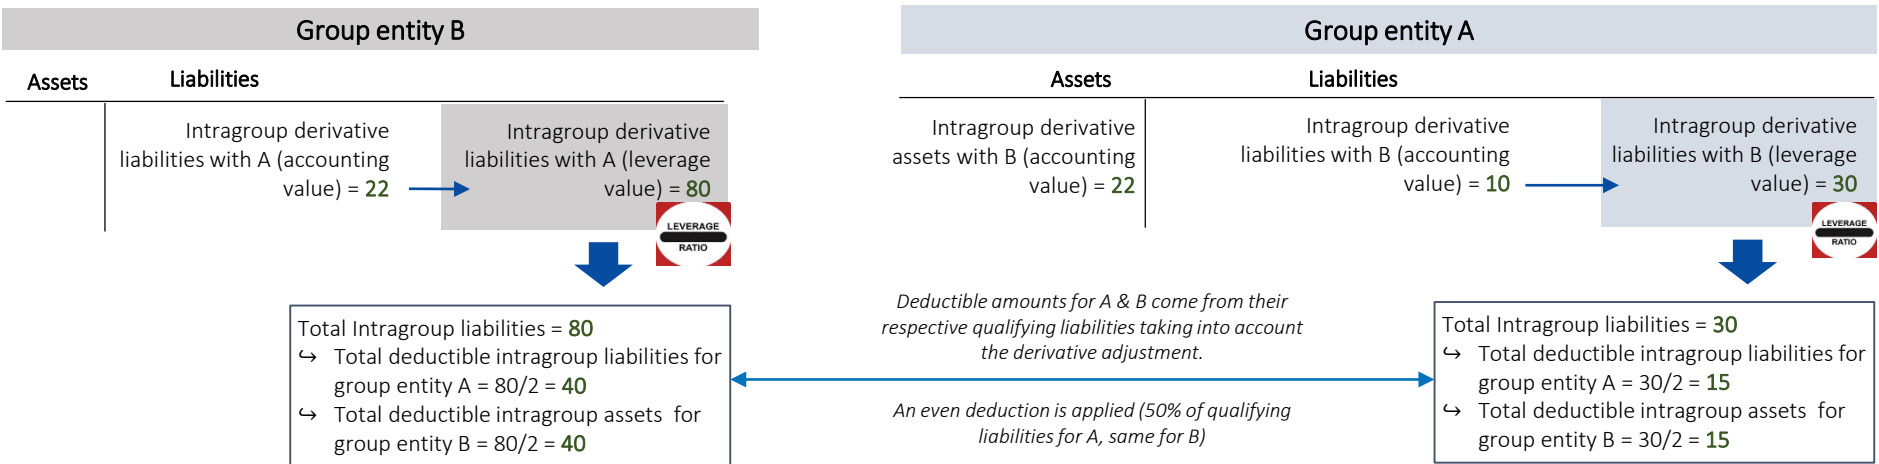 Group entity B
Assets
Liabilities
Intragroup derivative
liabilities with A (accounting
value) = 22
Intragroup derivative
liabilities with A (leverage
value) = 80
LEVERAGE
RATIO
Total Intragroup liabilities = 80
↪ Total deductible intragroup liabilities for
group entity A = 80/2 = 40
↪ Total deductible intragroup assets for
group entity B = 80/2 = 40
Deductible amounts for A & B come from their
respective qualifying liabilities taking into account
the derivative adjustment.
An even deduction is applied (50% of qualifying
liabilities for A, same for B)
Group entity A
Assets
Liabilities
Intragroup derivative
assets with B (accounting
value) = 22
Intragroup derivative
liabilities with B (accounting
value) = 10
Intragroup derivative
liabilities with B (leverage
value) = 30
LEVERAGE
RATIO
Total Intragroup liabilities = 30
↪ Total deductible intragroup liabilities for
group entity A = 30/2 = 15
↪ Total deductible intragroup assets for
group entity B = 30/2 = 15